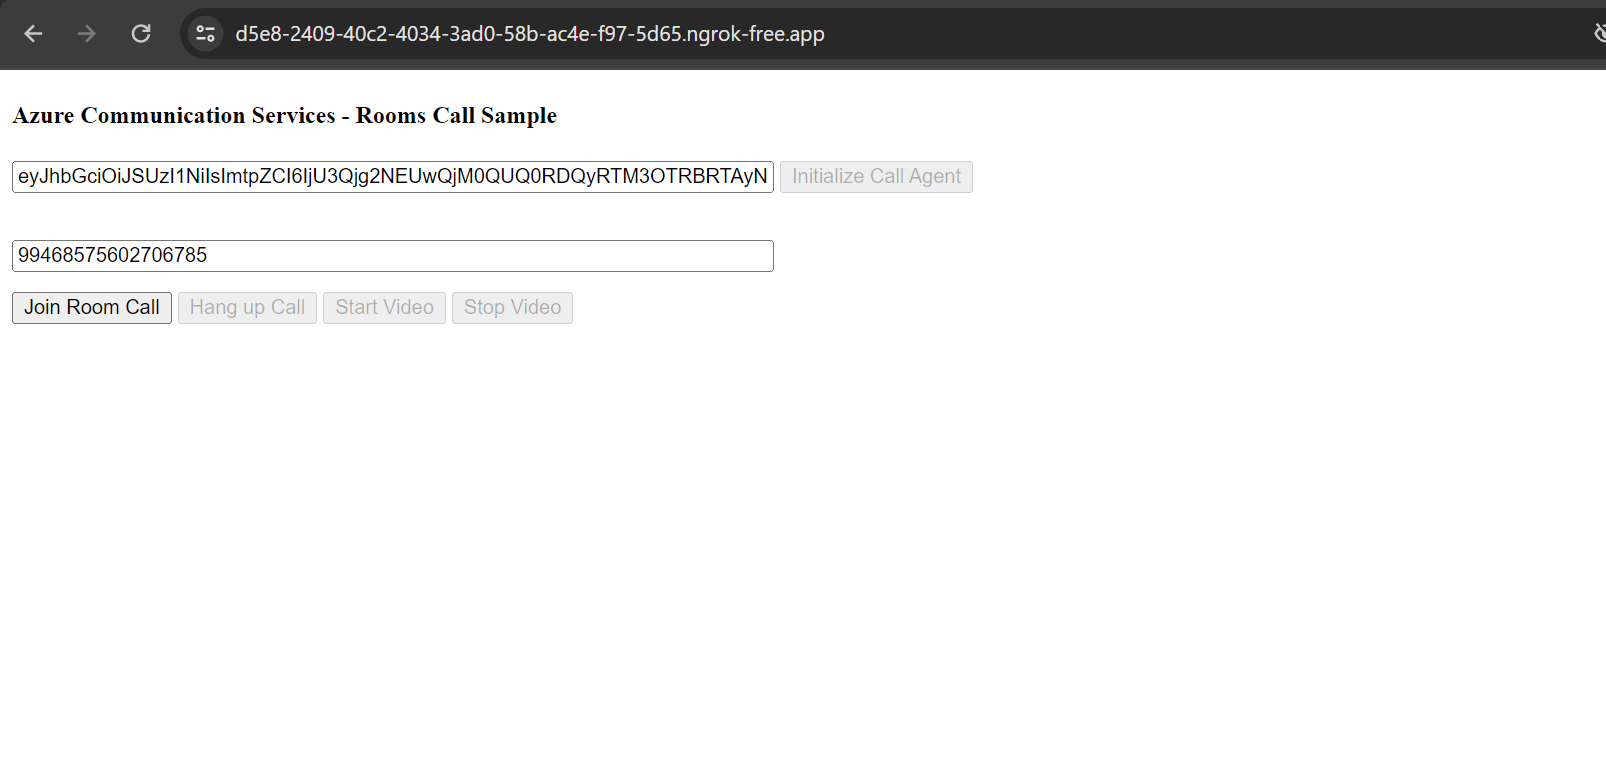 d5e8-2409-40c2-4034-3ad0-58b-ac4e-f97-5d65.ngrok-free.app
Azure Communication Services - Rooms Call Sample
eyJhbGciOiJSUzI1NiIsImtpZCI6IjU3Qjg2NEUwQjM0QUQ0RDQyRTM3OTRBRTAyN Initialize Call Agent
99468575602706785
Join Room Call Hang up Call Start Video Stop Video